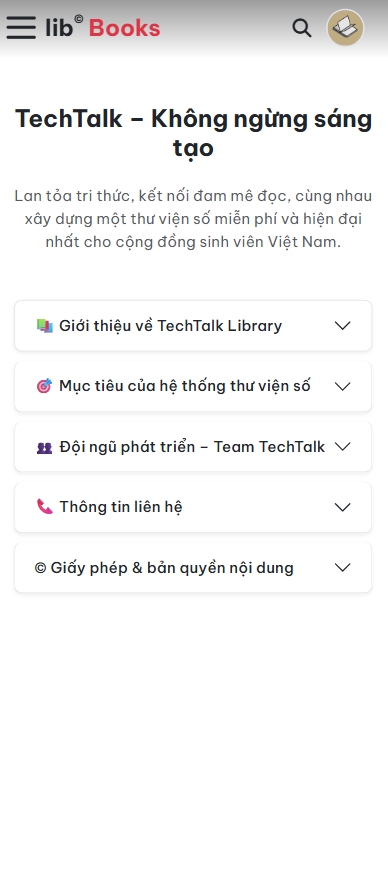 lib© Books
TechTalk – Không ngừng sáng
tạo
Lan tỏa tri thức, kết nối đam mê đọc, cùng nhau
xây dựng một thư viện số miễn phí và hiện đại
nhất cho cộng đồng sinh viên Việt Nam.
📚 Giới thiệu về TechTalk Library
🎯 Mục tiêu của hệ thống thư viện số
👥 Đội ngũ phát triển – Team TechTalk
📞 Thông tin liên hệ
© Giấy phép & bản quyền nội dung